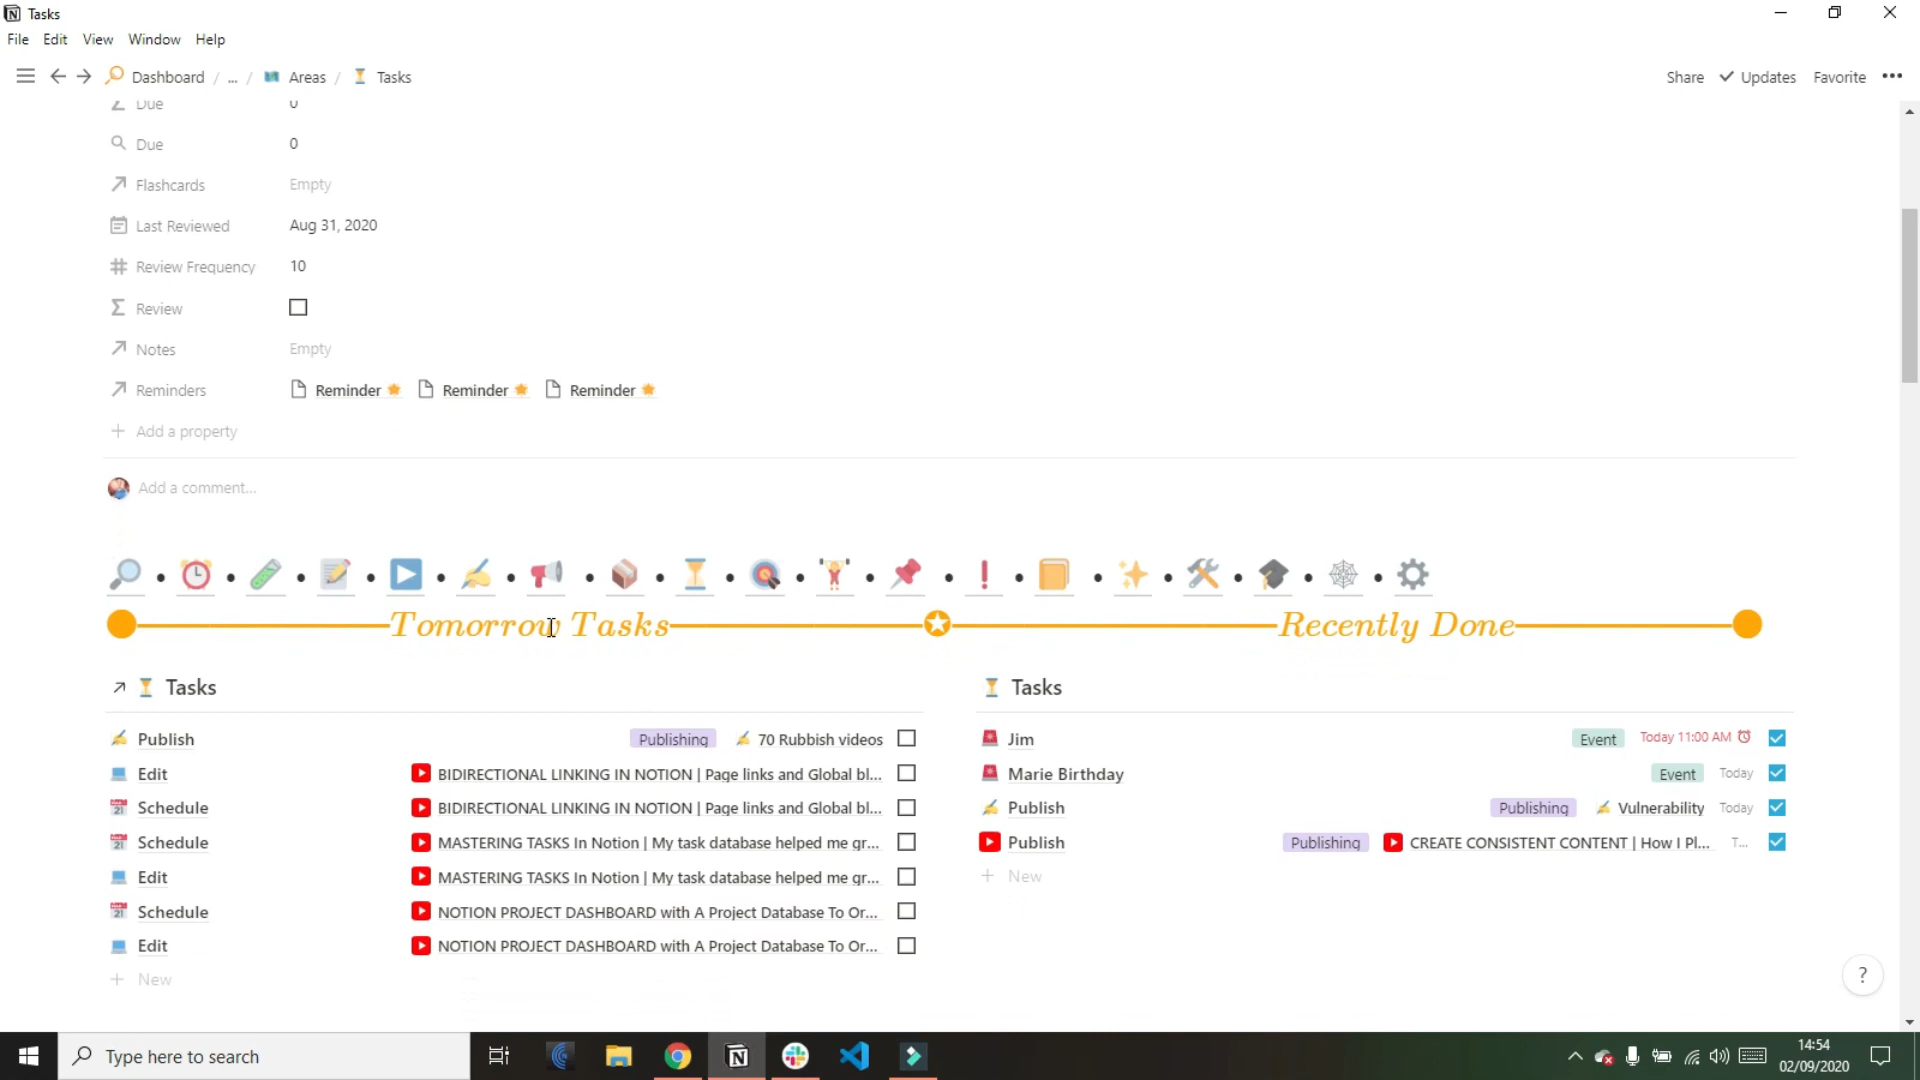 Tasks
File Edit View Window Help
Dashboard / ... / Areas / Tasks
Share Updates Favorite
Due 0
Due 0
Flashcards Empty
Last Reviewed Aug 31, 2020
Review Frequency 10
Review
Notes Empty
Reminders Reminder Reminder Reminder
Add a property
Add a comment...
Tomorrow Tasks Recently Done
Tasks
Publish Publishing 70 Rubbish videos
Edit BIDIRECTIONAL LINKING IN NOTION | Page links and Global bl...
Schedule BIDIRECTIONAL LINKING IN NOTION | Page links and Global bl...
Schedule MASTERING TASKS In Notion | My task database helped me gr...
Edit MASTERING TASKS In Notion | My task database helped me gr...
Schedule NOTION PROJECT DASHBOARD with A Project Database To Or...
Edit NOTION PROJECT DASHBOARD with A Project Database To Or...
New
Tasks
Jim Event Today 11:00 AM
Marie Birthday Event Today
Publish Publishing Vulnerability Today
Publish Publishing CREATE CONSISTENT CONTENT | How I Pl... T...
New
?
Type here to search
14:54
02/09/2020